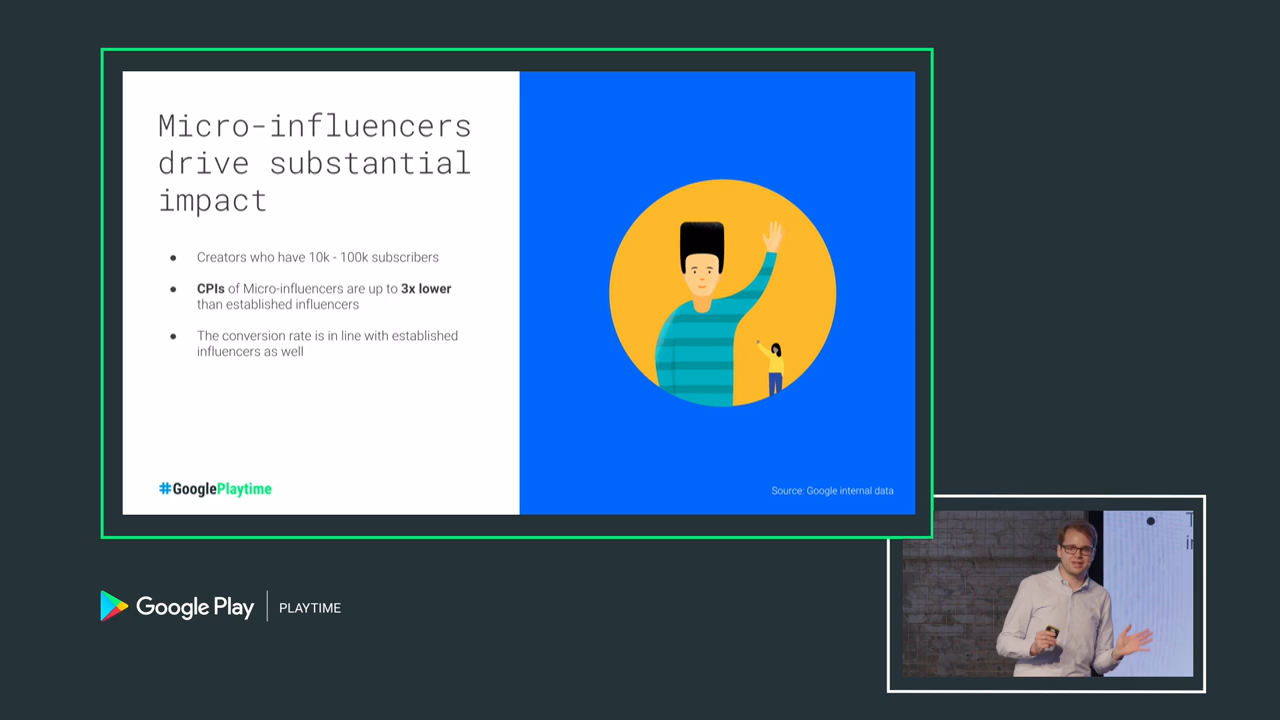 Micro-influencers
drive substantial
impact
● Creators who have 10k - 100k subscribers
● CPIs of Micro-influencers are up to 3x lower
than established influencers
● The conversion rate is in line with established
influencers as well
#GooglePlaytime
Source: Google internal data
● T
i
Google Play | PLAYTIME